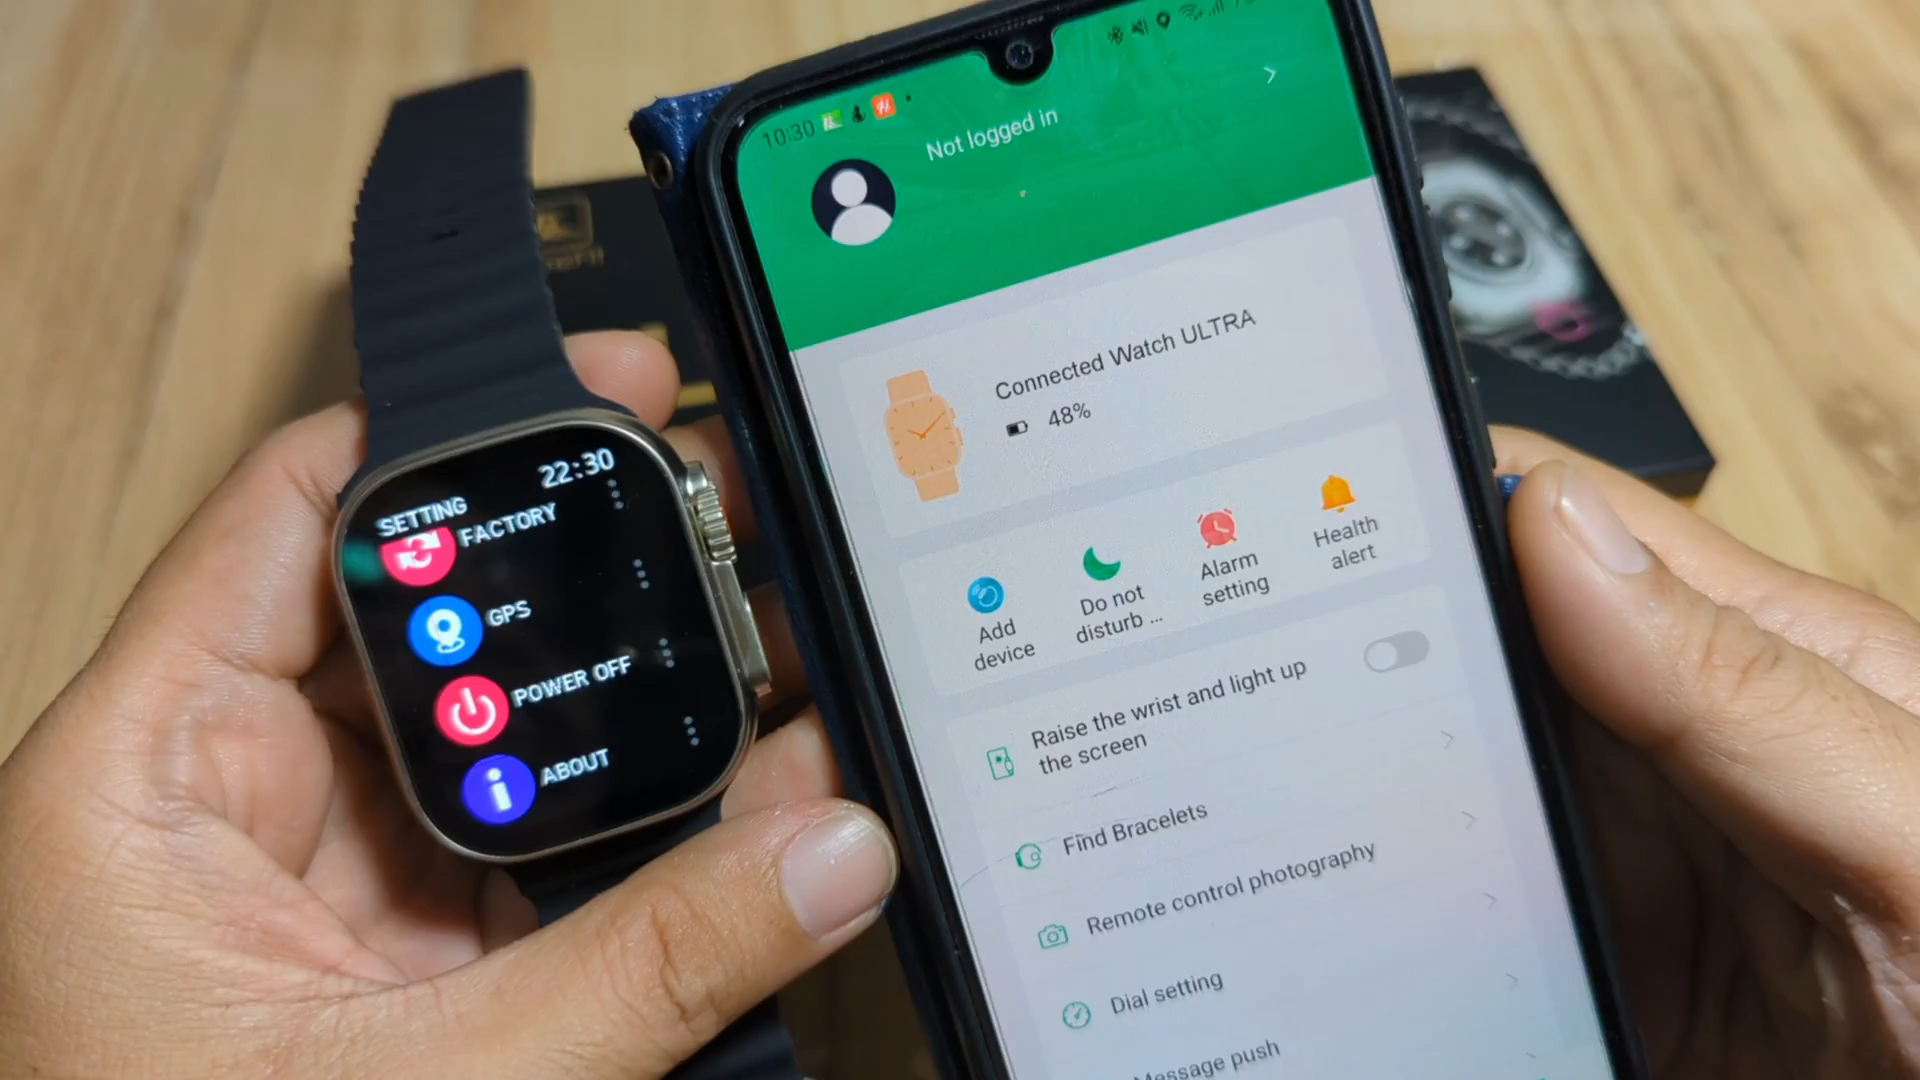 22:30
SETTING
FACTORY
GPS
POWER OFF
ABOUT
10:30
Not logged in
Connected Watch ULTRA
48%
Add
device
Do not
disturb ...
Alarm
setting
Health
alert
Raise the wrist and light up
the screen
Find Bracelets
Remote control photography
Dial setting
Message push